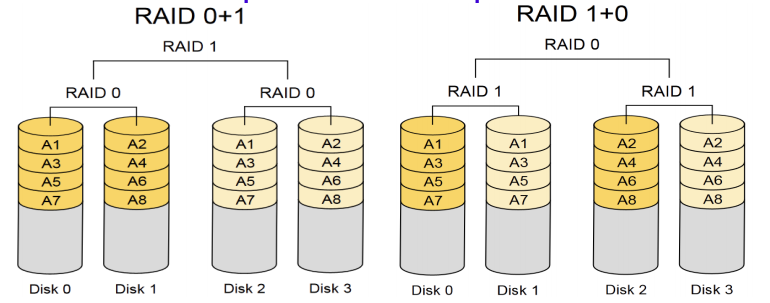 RAID 0+1
RAID 1
RAID 0 RAID 0
A1 A2 A1 A2
A3 A4 A3 A4
A5 A6 A5 A6
A7 A8 A7 A8
Disk 0 Disk 1 Disk 2 Disk 3
RAID 1+0
RAID 0
RAID 1 RAID 1
A1 A1 A2 A2
A3 A3 A4 A4
A5 A5 A6 A6
A7 A7 A8 A8
Disk 0 Disk 1 Disk 2 Disk 3